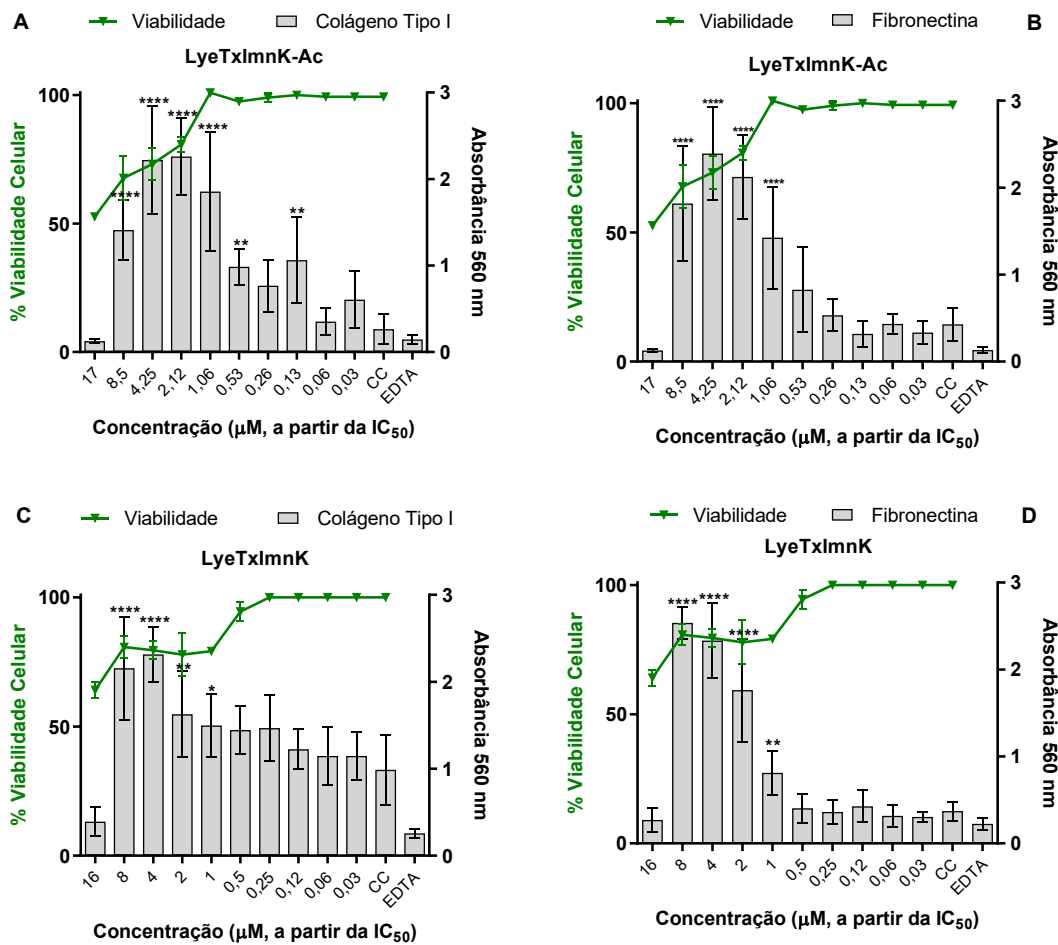 A
Viabilidade Colágeno Tipo I
LyeTxImnK-Ac
% Viabilidade Celular
100
50
0
**** **** **** **** ** **
3
2
1
0
Absorbância 560 nm
17 8,5 4,25 2,12 1,06 0,53 0,26 0,13 0,06 0,03 CC EDTA
Concentração (μM, a partir da IC50)
B
Viabilidade Fibronectina
LyeTxImnK-Ac
% Viabilidade Celular
100
50
0
**** **** **** ****
3
2
1
0
Absorbância 560 nm
17 8,5 4,25 2,12 1,06 0,53 0,26 0,13 0,06 0,03 CC EDTA
Concentração (μM, a partir da IC50)
C
Viabilidade Colágeno Tipo I
LyeTxImnK
% Viabilidade Celular
100
50
0
**** **** ** *
3
2
1
0
Absorbância 560 nm
16 8 4 2 1 0,5 0,25 0,12 0,06 0,03 CC EDTA
Concentração (μM, a partir da IC50)
D
Viabilidade Fibronectina
LyeTxImnK
% Viabilidade Celular
100
50
0
**** **** **** **
3
2
1
0
Absorbância 560 nm
16 8 4 2 1 0,5 0,25 0,12 0,06 0,03 CC EDTA
Concentração (μM, a partir da IC50)